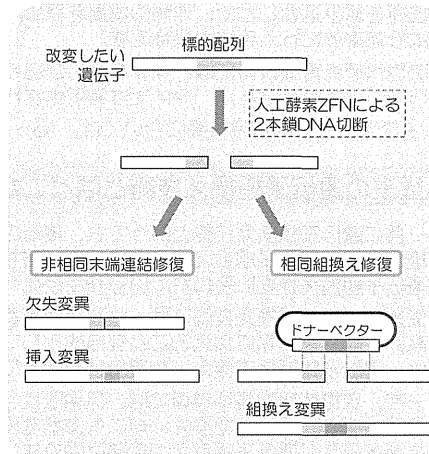 標的配列
改変したい
遺伝子
人工酵素ZFNによる
2本鎖DNA切断
非相同末端連結修復
相同組換え修復
欠失変異
ドナーベクター
挿入変異
組換え変異